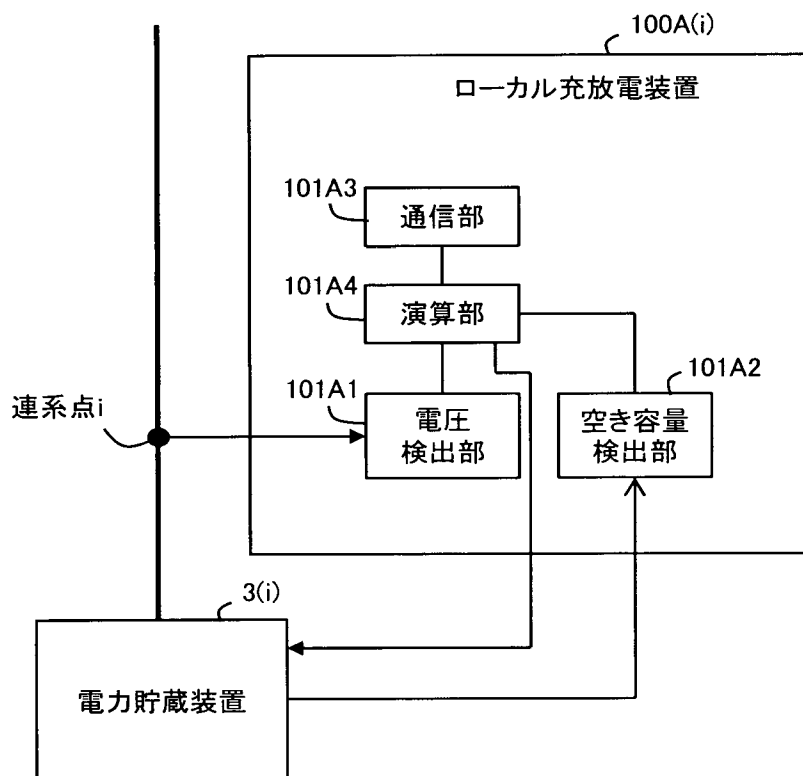 100A(i)
ローカル充放電装置
101A3
通信部
101A4
演算部
101A1
電圧
検出部
101A2
空き容量
検出部
連系点i
3(i)
電力貯蔵装置